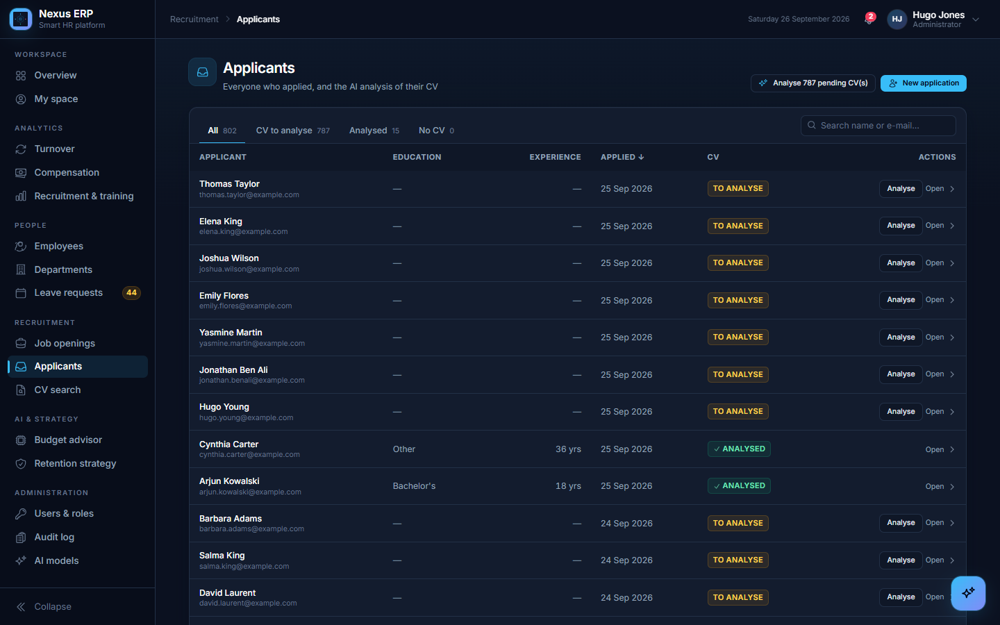 Nexus ERP
Smart HR platform
Recruitment > Applicants
Saturday 26 September 2026
2
HJ
Hugo Jones
Administrator
WORKSPACE
Overview
My space
ANALYTICS
Turnover
Compensation
Recruitment & training
PEOPLE
Employees
Departments
Leave requests 44
RECRUITMENT
Job openings
Applicants
CV search
AI & STRATEGY
Budget advisor
Retention strategy
ADMINISTRATION
Users & roles
Audit log
AI models
Collapse
Applicants
Everyone who applied, and the AI analysis of their CV
Analyse 787 pending CV(s)
New application
All 802 CV to analyse 787 Analysed 15 No CV 0
Search name or e-mail...
APPLICANT EDUCATION EXPERIENCE APPLIED ↓ CV ACTIONS
Thomas Taylor
thomas.taylor@example.com
— — 25 Sep 2026 TO ANALYSE Analyse Open
Elena King
elena.king@example.com
— — 25 Sep 2026 TO ANALYSE Analyse Open
Joshua Wilson
joshua.wilson@example.com
— — 25 Sep 2026 TO ANALYSE Analyse Open
Emily Flores
emily.flores@example.com
— — 25 Sep 2026 TO ANALYSE Analyse Open
Yasmine Martin
yasmine.martin@example.com
— — 25 Sep 2026 TO ANALYSE Analyse Open
Jonathan Ben Ali
jonathan.benali@example.com
— — 25 Sep 2026 TO ANALYSE Analyse Open
Hugo Young
hugo.young@example.com
— — 25 Sep 2026 TO ANALYSE Analyse Open
Cynthia Carter
cynthia.carter@example.com
Other 36 yrs 25 Sep 2026 ✓ ANALYSED Open
Arjun Kowalski
arjun.kowalski@example.com
Bachelor's 18 yrs 25 Sep 2026 ✓ ANALYSED Open
Barbara Adams
barbara.adams@example.com
— — 24 Sep 2026 TO ANALYSE Analyse Open
Salma King
salma.king@example.com
— — 24 Sep 2026 TO ANALYSE Analyse Open
David Laurent
david.laurent@example.com
— — 24 Sep 2026 TO ANALYSE Analyse Open